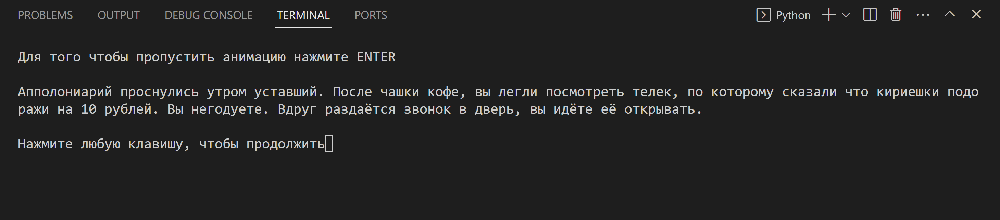 PROBLEMS OUTPUT DEBUG CONSOLE TERMINAL PORTS Python
Для того чтобы пропустить анимацию нажмите ENTER
Апполониарий проснулись утром уставший. После чашки кофе, вы легли посмотреть телек, по которому сказали что кириешки подо
ражи на 10 рублей. Вы негодуете. Вдруг раздаётся звонок в дверь, вы идёте её открывать.
Нажмите любую клавишу, чтобы продолжить